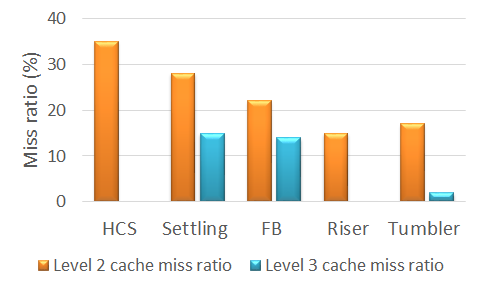 Miss ratio (%)
40
30
20
10
0
HCS Settling FB Riser Tumbler
Level 2 cache miss ratio Level 3 cache miss ratio